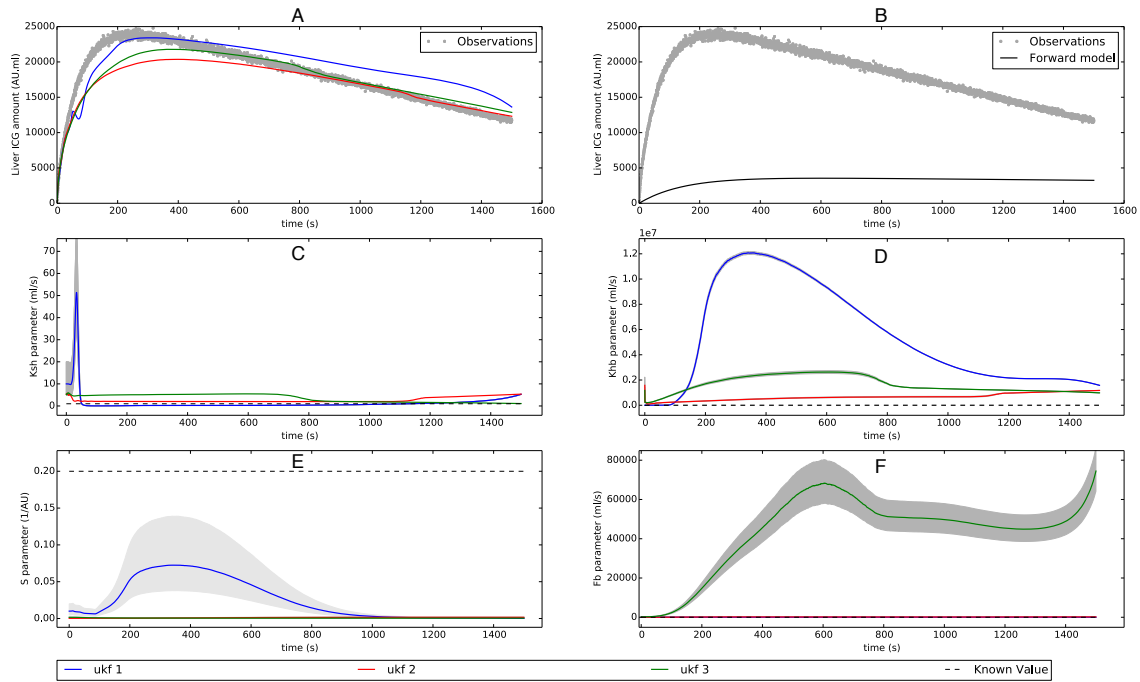 A
25000
20000
15000
10000
5000
0
Liver ICG amount (AU.ml)
Observations
0 200 400 600 800 1000 1200 1400 1600
time (s)
B
25000
20000
15000
10000
5000
0
Liver ICG amount (AU.ml)
Observations
Forward model
0 200 400 600 800 1000 1200 1400 1600
time (s)
C
70
60
50
40
30
20
10
0
Ksh parameter (ml/s)
0 200 400 600 800 1000 1200 1400
time (s)
1e7
D
1.2
1.0
0.8
0.6
0.4
0.2
0.0
Khb parameter (ml/s)
0 200 400 600 800 1000 1200 1400
time (s)
E
0.20
0.15
0.10
0.05
0.00
S parameter (1/AU)
0 200 400 600 800 1000 1200 1400
time (s)
F
80000
60000
40000
20000
0
Fb parameter (ml/s)
0 200 400 600 800 1000 1200 1400
time (s)
ukf 1 ukf 2 ukf 3 Known Value